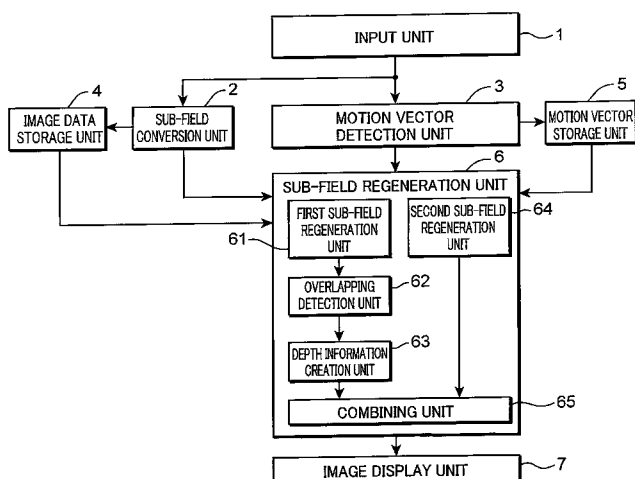 INPUT UNIT
1
4
2
3
5
IMAGE DATA
STORAGE UNIT
SUB-FIELD
CONVERSION UNIT
MOTION VECTOR
DETECTION UNIT
MOTION VECTOR
STORAGE UNIT
6
SUB-FIELD REGENERATION UNIT
FIRST SUB-FIELD
REGENERATION
UNIT
61
SECOND SUB-FIELD
REGENERATION
UNIT
64
OVERLAPPING
DETECTION UNIT
62
DEPTH INFORMATION
CREATION UNIT
63
COMBINING UNIT
65
IMAGE DISPLAY UNIT
7